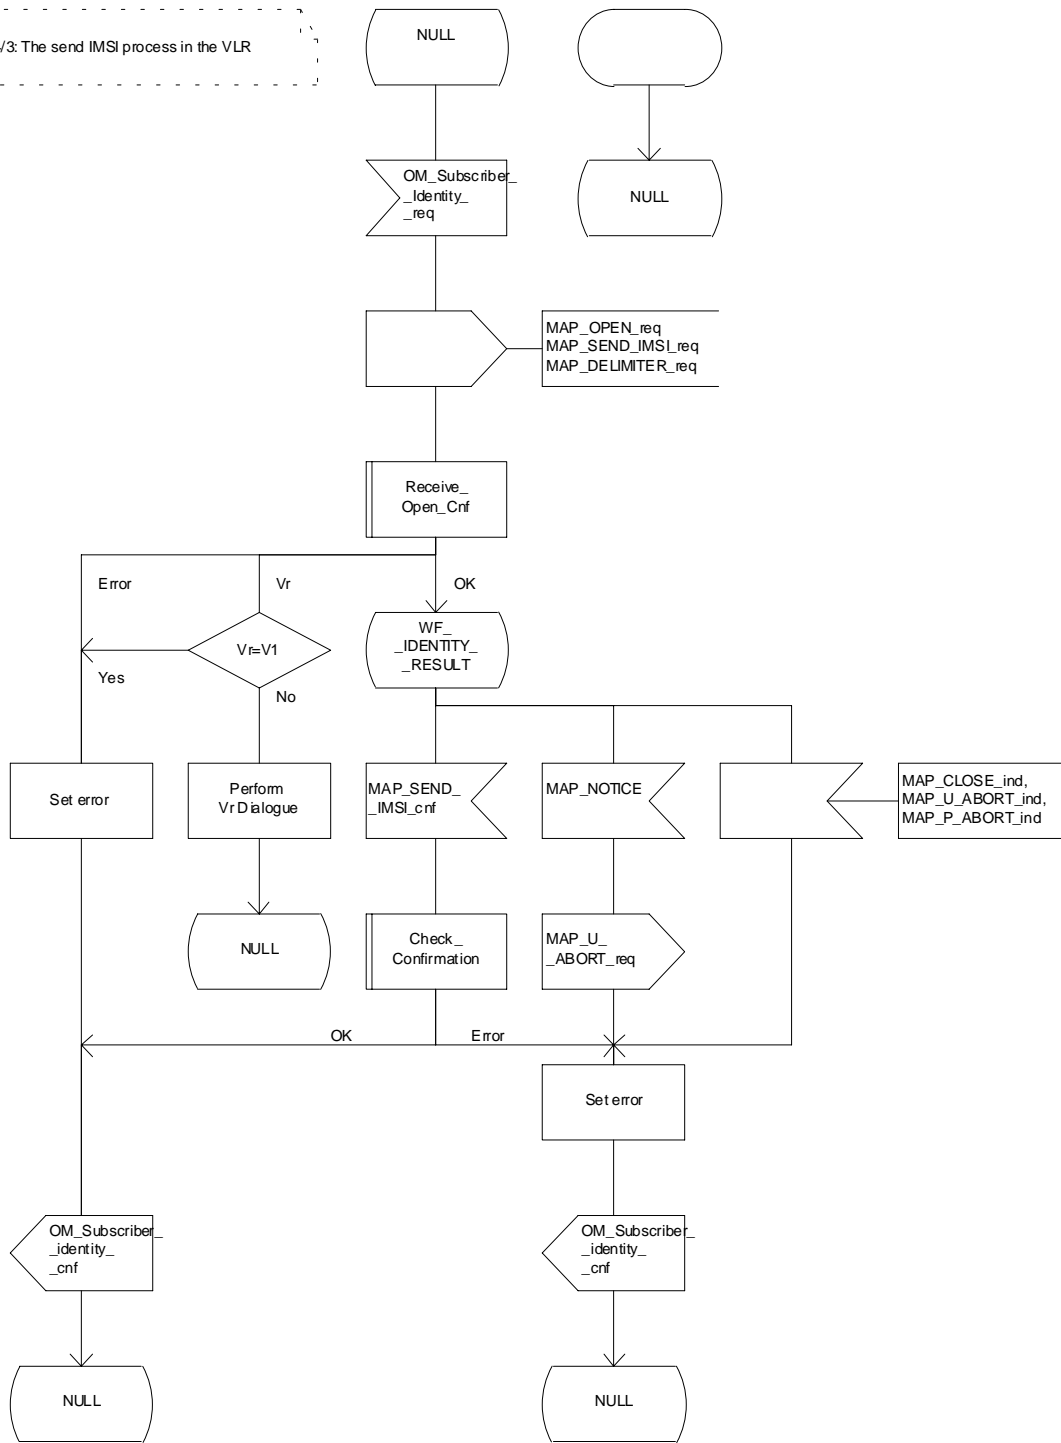 /3: The send IMSI process in the VLR
NULL
OM_Subscriber_
_Identity_
_req
NULL
MAP_OPEN_req
MAP_SEND_IMSI_req
MAP_DELIMITER_req
Receive_
Open_Cnf
Error
Vr
OK
Vr=V1
WF_
_IDENTITY_
_RESULT
Yes
No
Set error
Perform
Vr Dialogue
MAP_SEND_
_IMSI_cnf
MAP_NOTICE
MAP_CLOSE_ind,
MAP_U_ABORT_ind,
MAP_P_ABORT_ind
NULL
Check_
Confirmation
MAP_U_
_ABORT_req
OK
Error
Set error
OM_Subscriber_
_identity_
_cnf
OM_Subscriber_
_identity_
_cnf
NULL
NULL